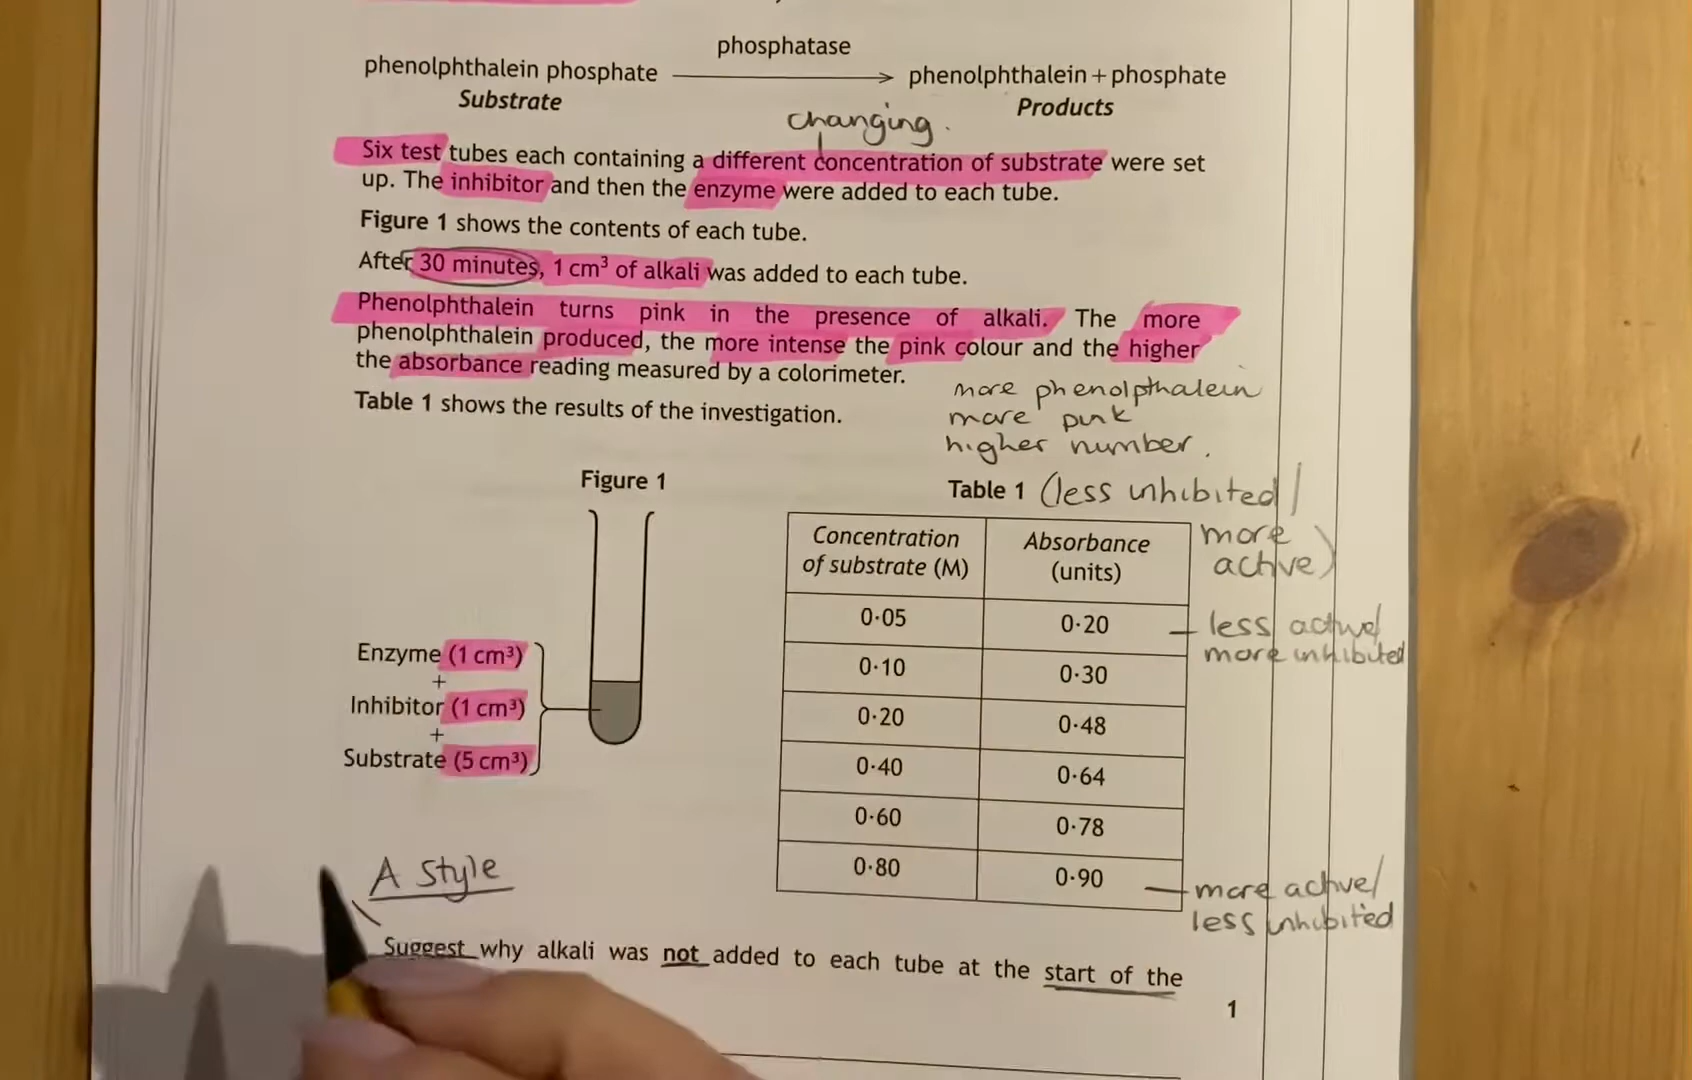 phosphatase
phenolphthalein phosphate → phenolphthalein + phosphate
Substrate Products
changing.
Six test tubes each containing a different concentration of substrate were set
up. The inhibitor and then the enzyme were added to each tube.
Figure 1 shows the contents of each tube.
After 30 minutes, 1 cm³ of alkali was added to each tube.
Phenolphthalein turns pink in the presence of alkali. The more
phenolphthalein produced, the more intense the pink colour and the higher
the absorbance reading measured by a colorimeter.
more phenolpthalein
Table 1 shows the results of the investigation.
more pink
higher number.
Figure 1
Table 1 (less inhibited/
more
active)
Concentration of substrate (M) Absorbance (units)
0·05 0·20
less active/
more inhibited
0·10 0·30
0·20 0·48
0·40 0·64
0·60 0·78
0·80 0·90
more active/
less inhibited
Enzyme (1 cm³)
+
Inhibitor (1 cm³)
+
Substrate (5 cm³)
A Style
Suggest why alkali was not added to each tube at the start of the
1